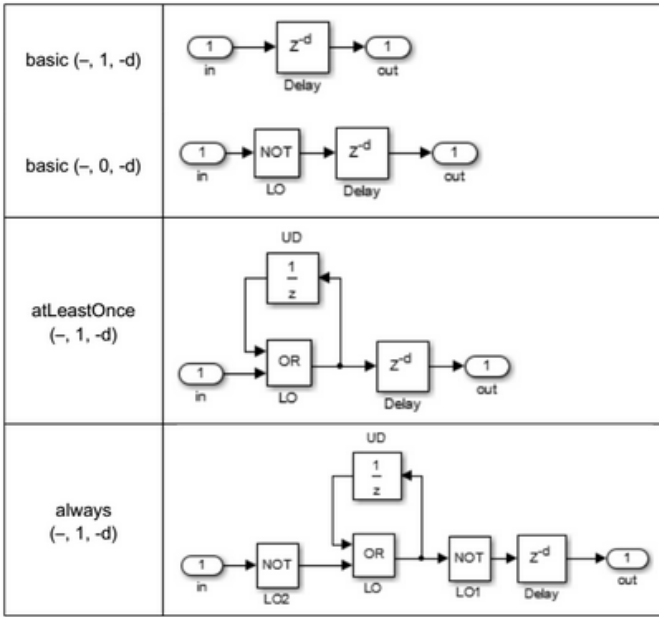 basic (–, 1, -d)
1
in
Z-d
Delay
1
out
basic (–, 0, -d)
1
in
NOT
LO
Z-d
Delay
1
out
atLeastOnce
(–, 1, -d)
UD
1
z
OR
LO
1
in
Z-d
Delay
1
out
always
(–, 1, -d)
UD
1
z
1
in
NOT
LO2
OR
LO
NOT
LO1
Z-d
Delay
1
out